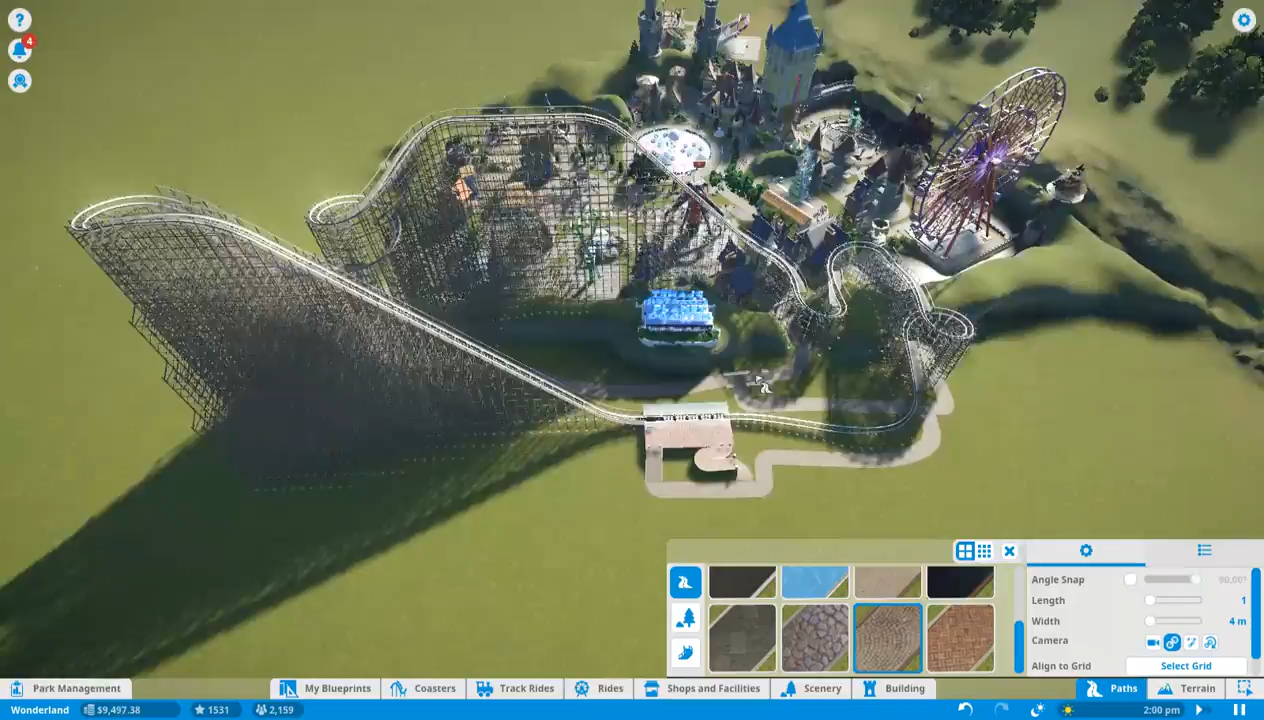 ?
4
Angle Snap 90.00°
Length 1
Width 4 m
Camera
Align to Grid Select Grid
Park Management My Blueprints Coasters Track Rides Rides Shops and Facilities Scenery Building Paths Terrain
Wonderland $9,497.38 1531 2,159 2:00 pm